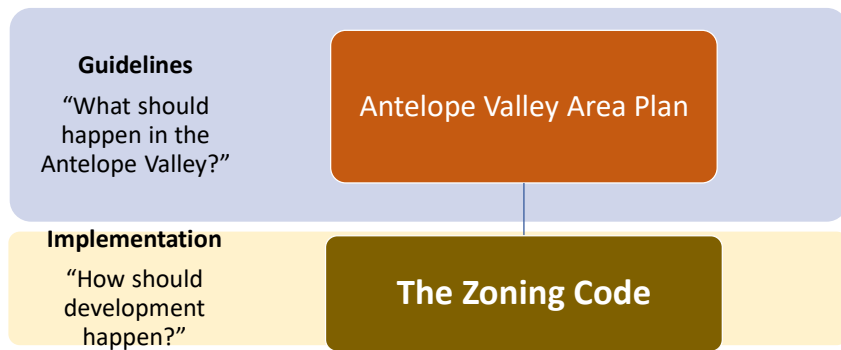 Guidelines
“What should
happen in the
Antelope Valley?”
Antelope Valley Area Plan
Implementation
“How should
development
happen?”
The Zoning Code